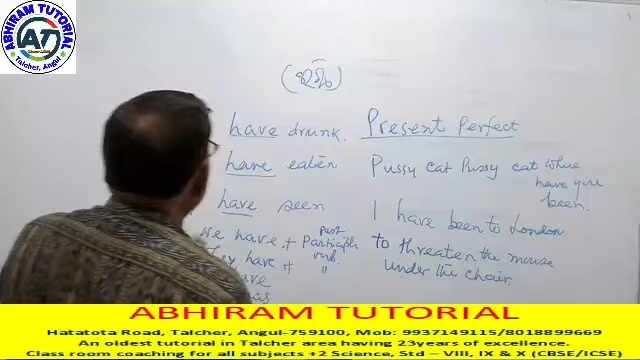 ABHIRAM TUTORIAL
AT
Talcher, Angul
have drunk. Present Perfect
have eaten Pussy cat Pussy cat where
have you
been.
have seen I have been to London
We have + Past Participle verb. to threaten the mouse
They have + " under the chair
ABHIRAM TUTORIAL
Hatatota Road, Talcher, Angul-759100, Mob: 9937149115/8018899669
An oldest tutorial in Talcher area having 23years of excellence.
Class room coaching for all subjects +2 Science, Std – VIII, IX & X (CBSE/ICSE)